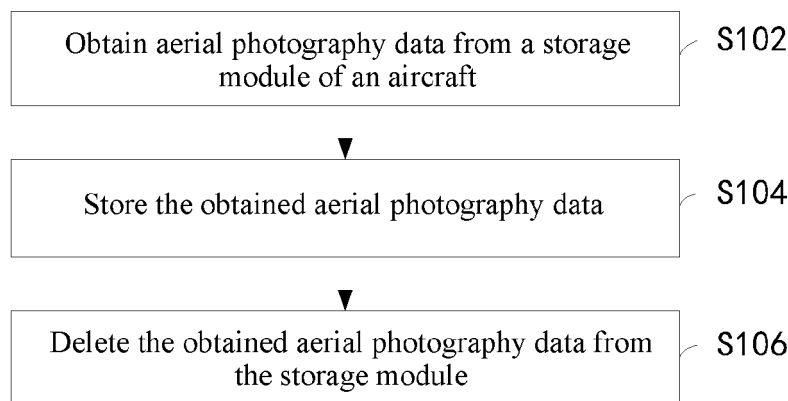 Obtain aerial photography data from a storage
module of an aircraft
S102
Store the obtained aerial photography data
S104
Delete the obtained aerial photography data from
the storage module
S106